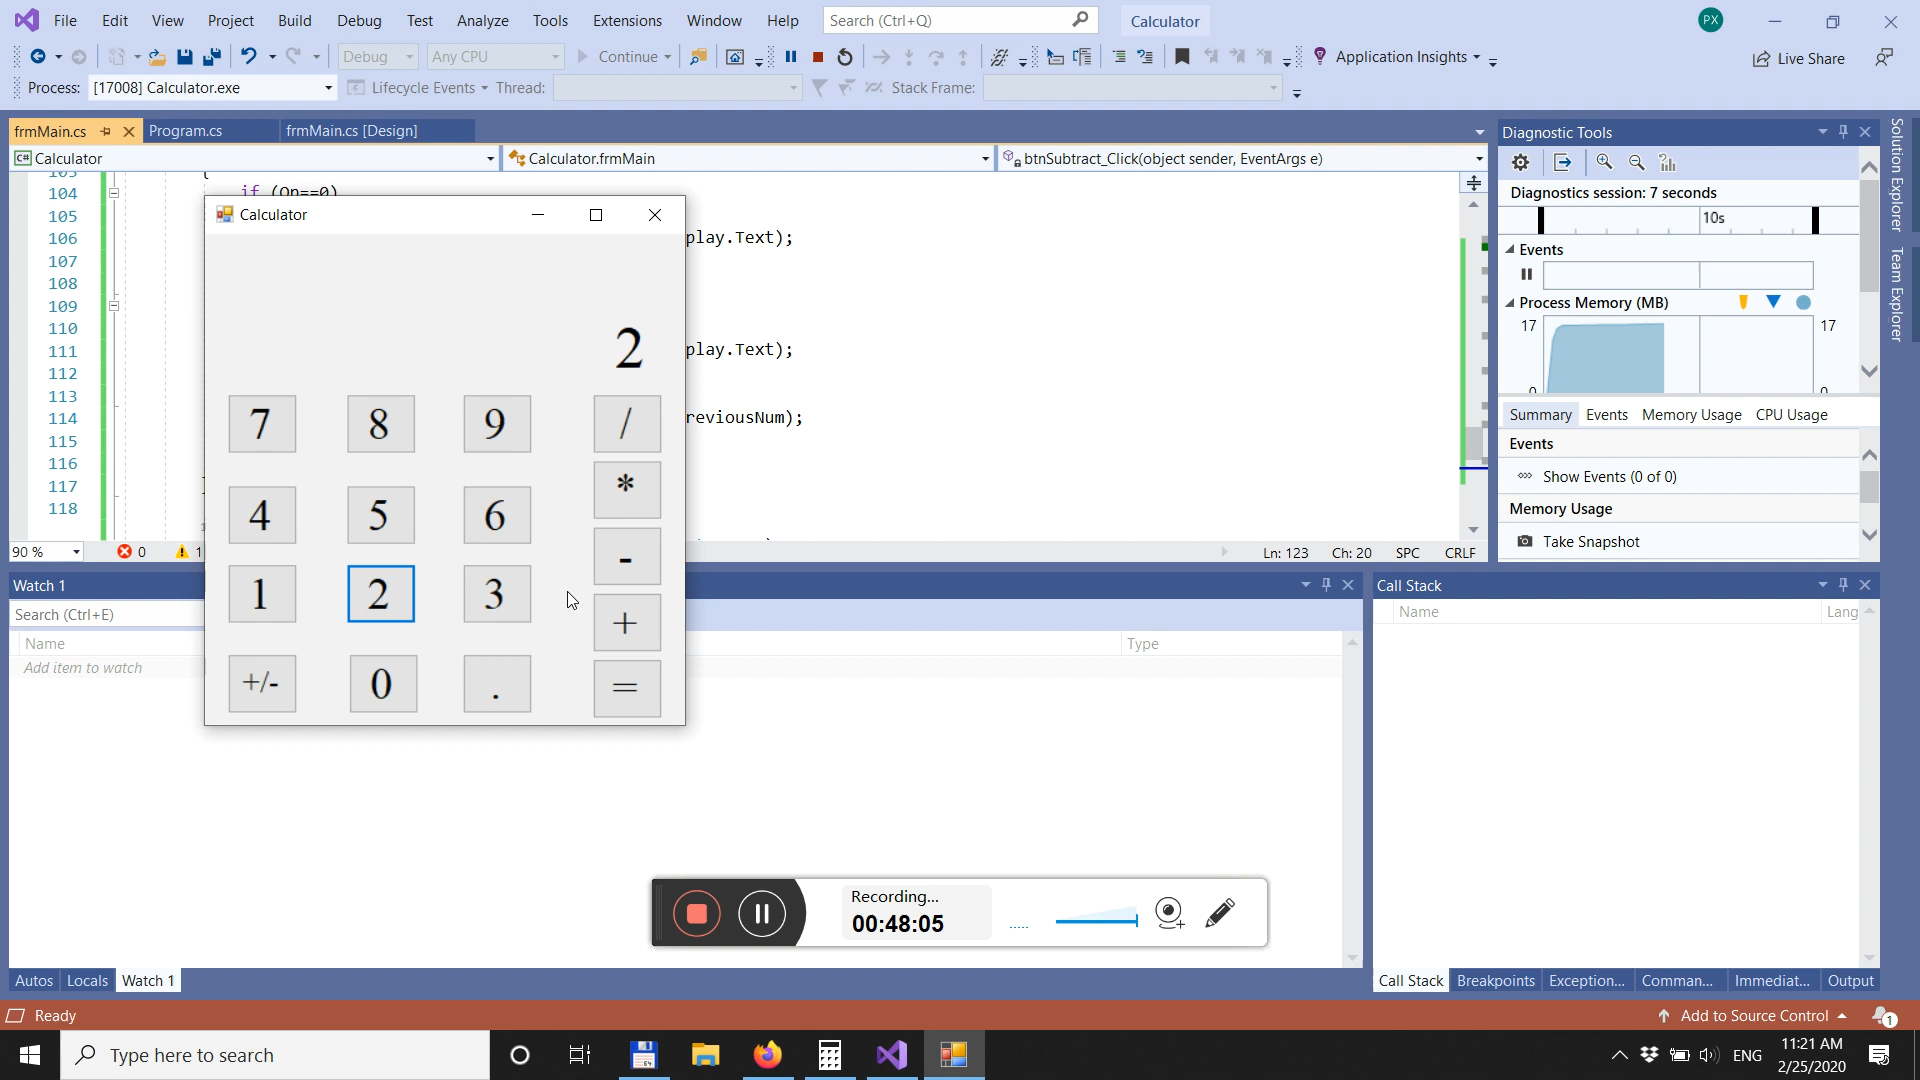 File Edit View Project Build Debug Test Analyze Tools Extensions Window Help Search (Ctrl+Q) Calculator PX
Debug Any CPU Continue Application Insights Live Share
Process: [17008] Calculator.exe Lifecycle Events Thread: Stack Frame:
frmMain.cs Program.cs frmMain.cs [Design]
C# Calculator Calculator.frmMain btnSubtract_Click(object sender, EventArgs e)
104 if (Op==0)
105
106 play.Text);
107
108
109
110
111 play.Text);
112
113
114 reviousNum);
115
116
117
118
90 % 0 1 Ln: 123 Ch: 20 SPC CRLF
Calculator
2
7 8 9 /
*
4 5 6
-
1 2 3
+
+/- 0 .
=
Diagnostic Tools
Diagnostics session: 7 seconds
10s
Events
Process Memory (MB)
17 17
0 0
Summary Events Memory Usage CPU Usage
Events
Show Events (0 of 0)
Memory Usage
Take Snapshot
Solution Explorer
Team Explorer
Watch 1
Search (Ctrl+E)
Name Type
Add item to watch
Call Stack
Name Lang
Recording...
00:48:05
Autos Locals Watch 1
Call Stack Breakpoints Exception... Comman... Immediat... Output
Ready Add to Source Control 1
Type here to search
64
ENG
11:21 AM
2/25/2020